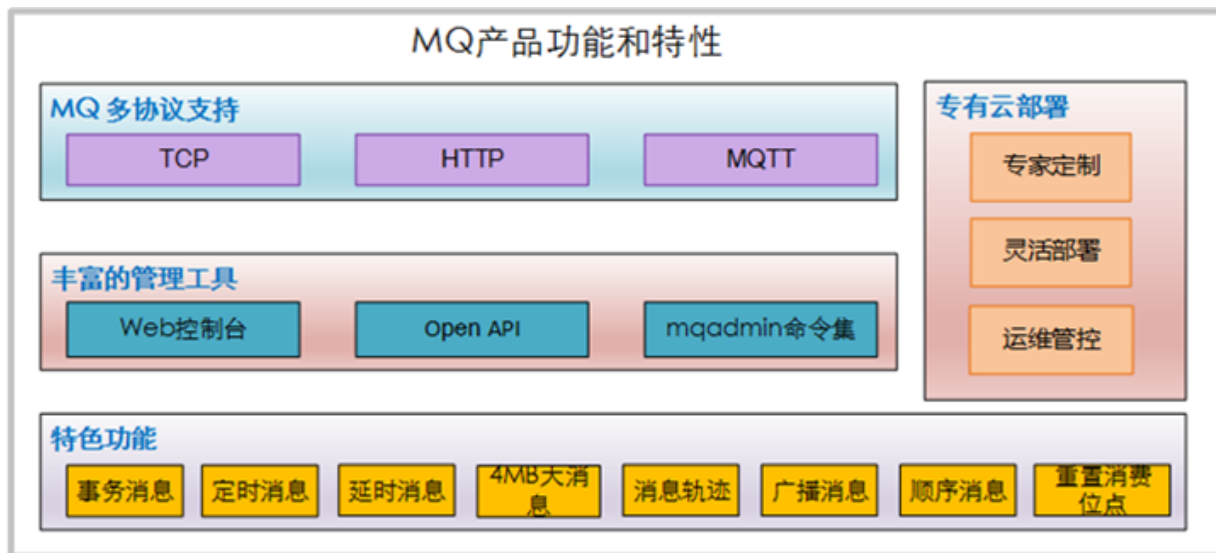 MQ产品功能和特性
MQ 多协议支持
TCP
HTTP
MQTT
丰富的管理工具
Web控制台
Open API
mqadmin命令集
专有云部署
专家定制
灵活部署
运维管控
特色功能
事务消息
定时消息
延时消息
4MB大消
息
消息轨迹
广播消息
顺序消息
重置消费
位点